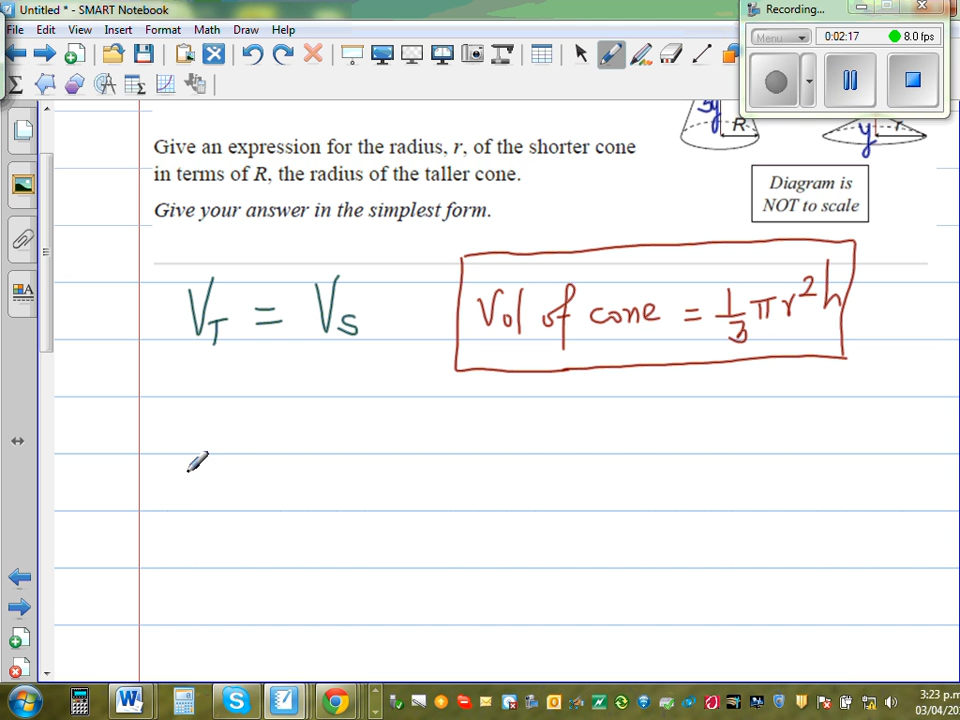 Untitled * - SMART Notebook
Recording...
File Edit View Insert Format Math Draw Help
Menu
0:02:17
8.0 fps
R
y
r
Give an expression for the radius, r, of the shorter cone
in terms of R, the radius of the taller cone.
Give your answer in the simplest form.
Diagram is
NOT to scale
V_T = V_S
Vol of cone = 1/3 πr²h
3:23 p.m
03/04/20